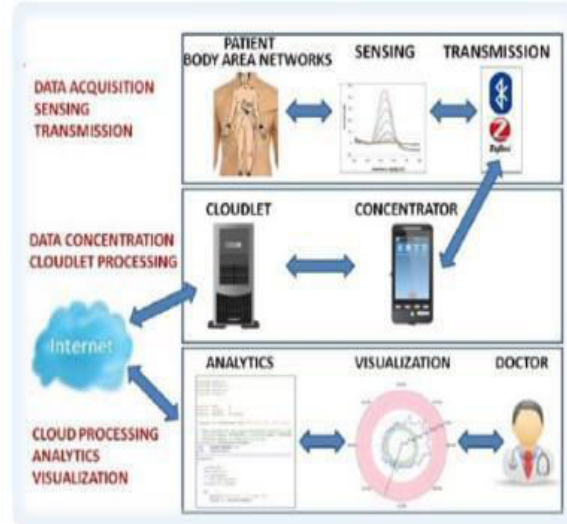 PATIENT
BODY AREA NETWORKS
SENSING
TRANSMISSION
DATA ACQUISITION
SENSING
TRANSMISSION
CLOUDLET
CONCENTRATOR
DATA CONCENTRATION
CLOUDLET PROCESSING
Internet
ANALYTICS
VISUALIZATION
DOCTOR
CLOUD PROCESSING
ANALYTICS
VISUALIZATION